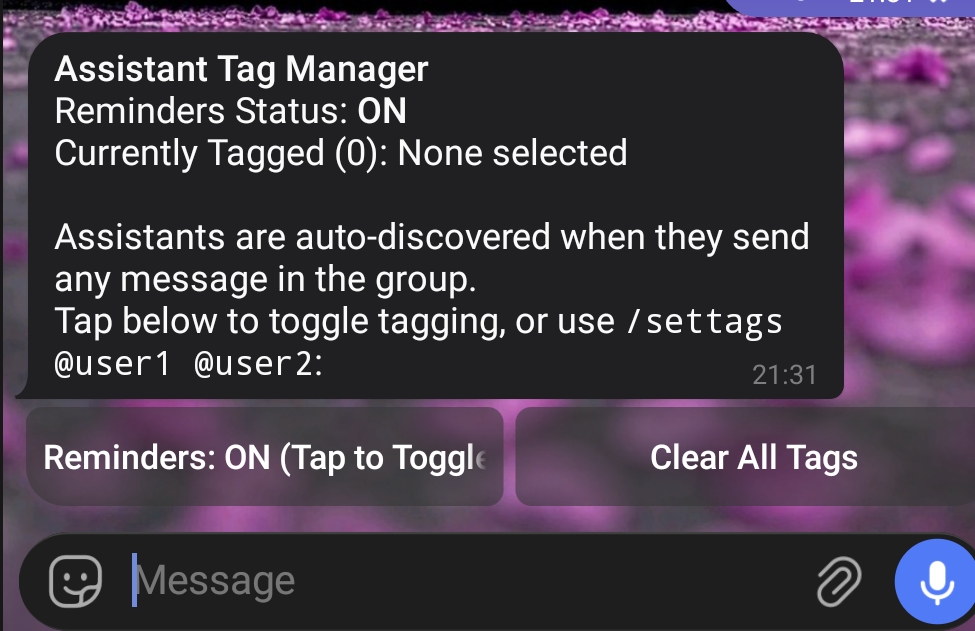 Assistant Tag Manager
Reminders Status: ON
Currently Tagged (0): None selected
Assistants are auto-discovered when they send
any message in the group.
Tap below to toggle tagging, or use /settags
@user1 @user2:
21:31
Reminders: ON (Tap to Toggle
Clear All Tags
Message